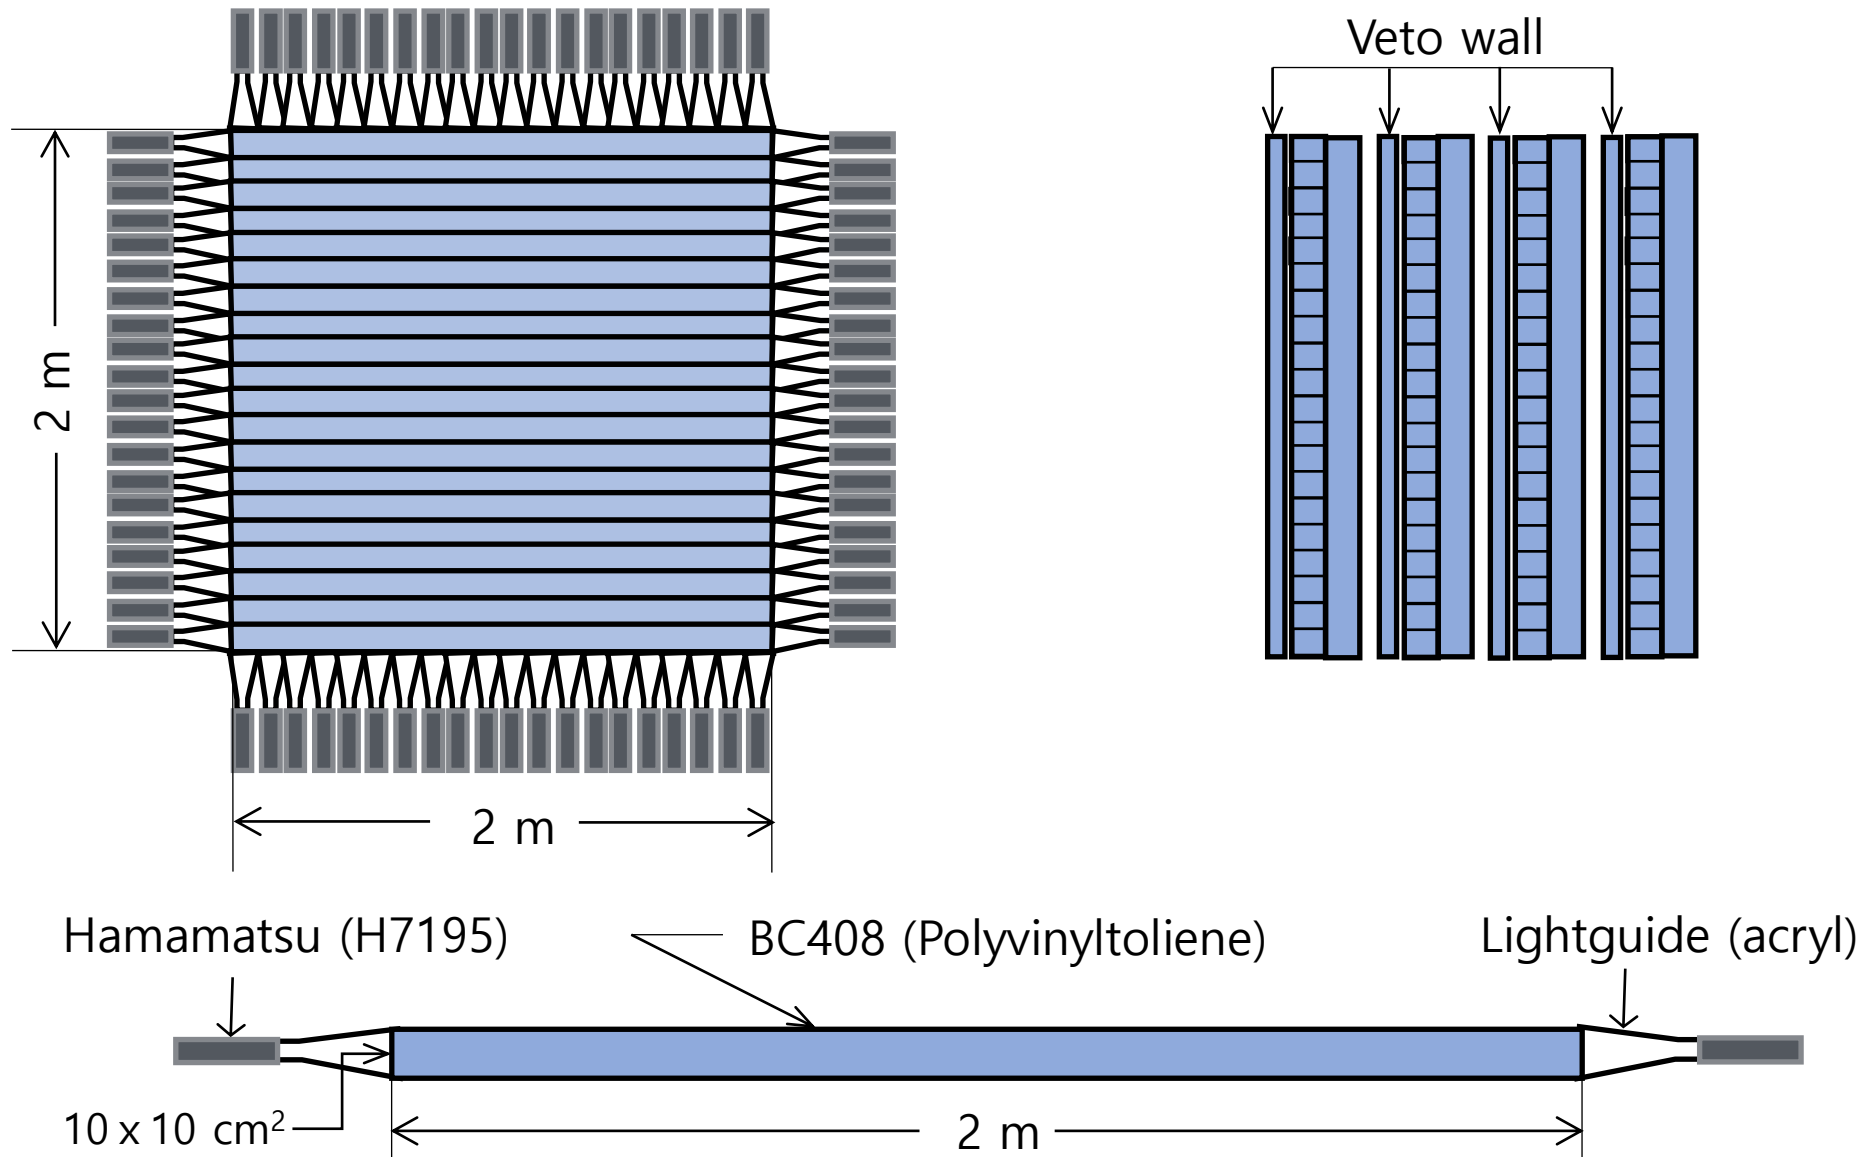 Veto wall
2 m
2 m
Hamamatsu (H7195)
BC408 (Polyvinyltoliene)
Lightguide (acryl)
10 x 10 cm²
2 m